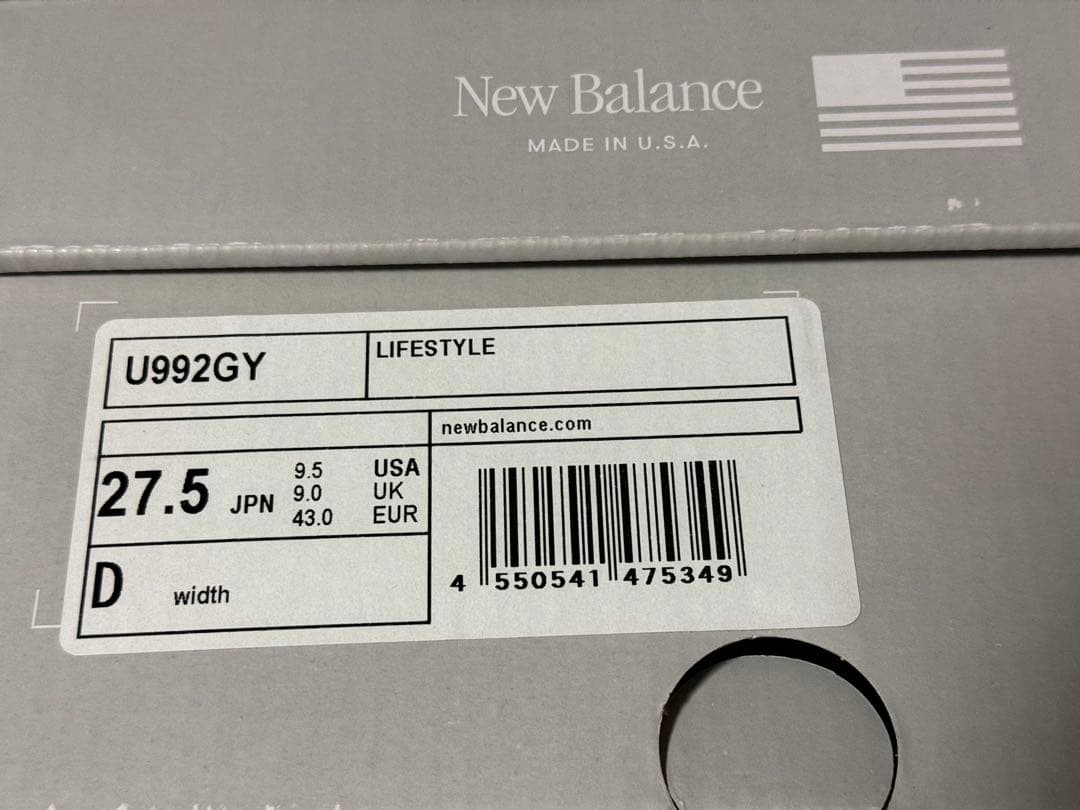 New Balance
MADE IN U.S.A.
U992GY
LIFESTYLE
newbalance.com
27.5 JPN
9.5 USA
9.0 UK
43.0 EUR
D width
4 550541 475349